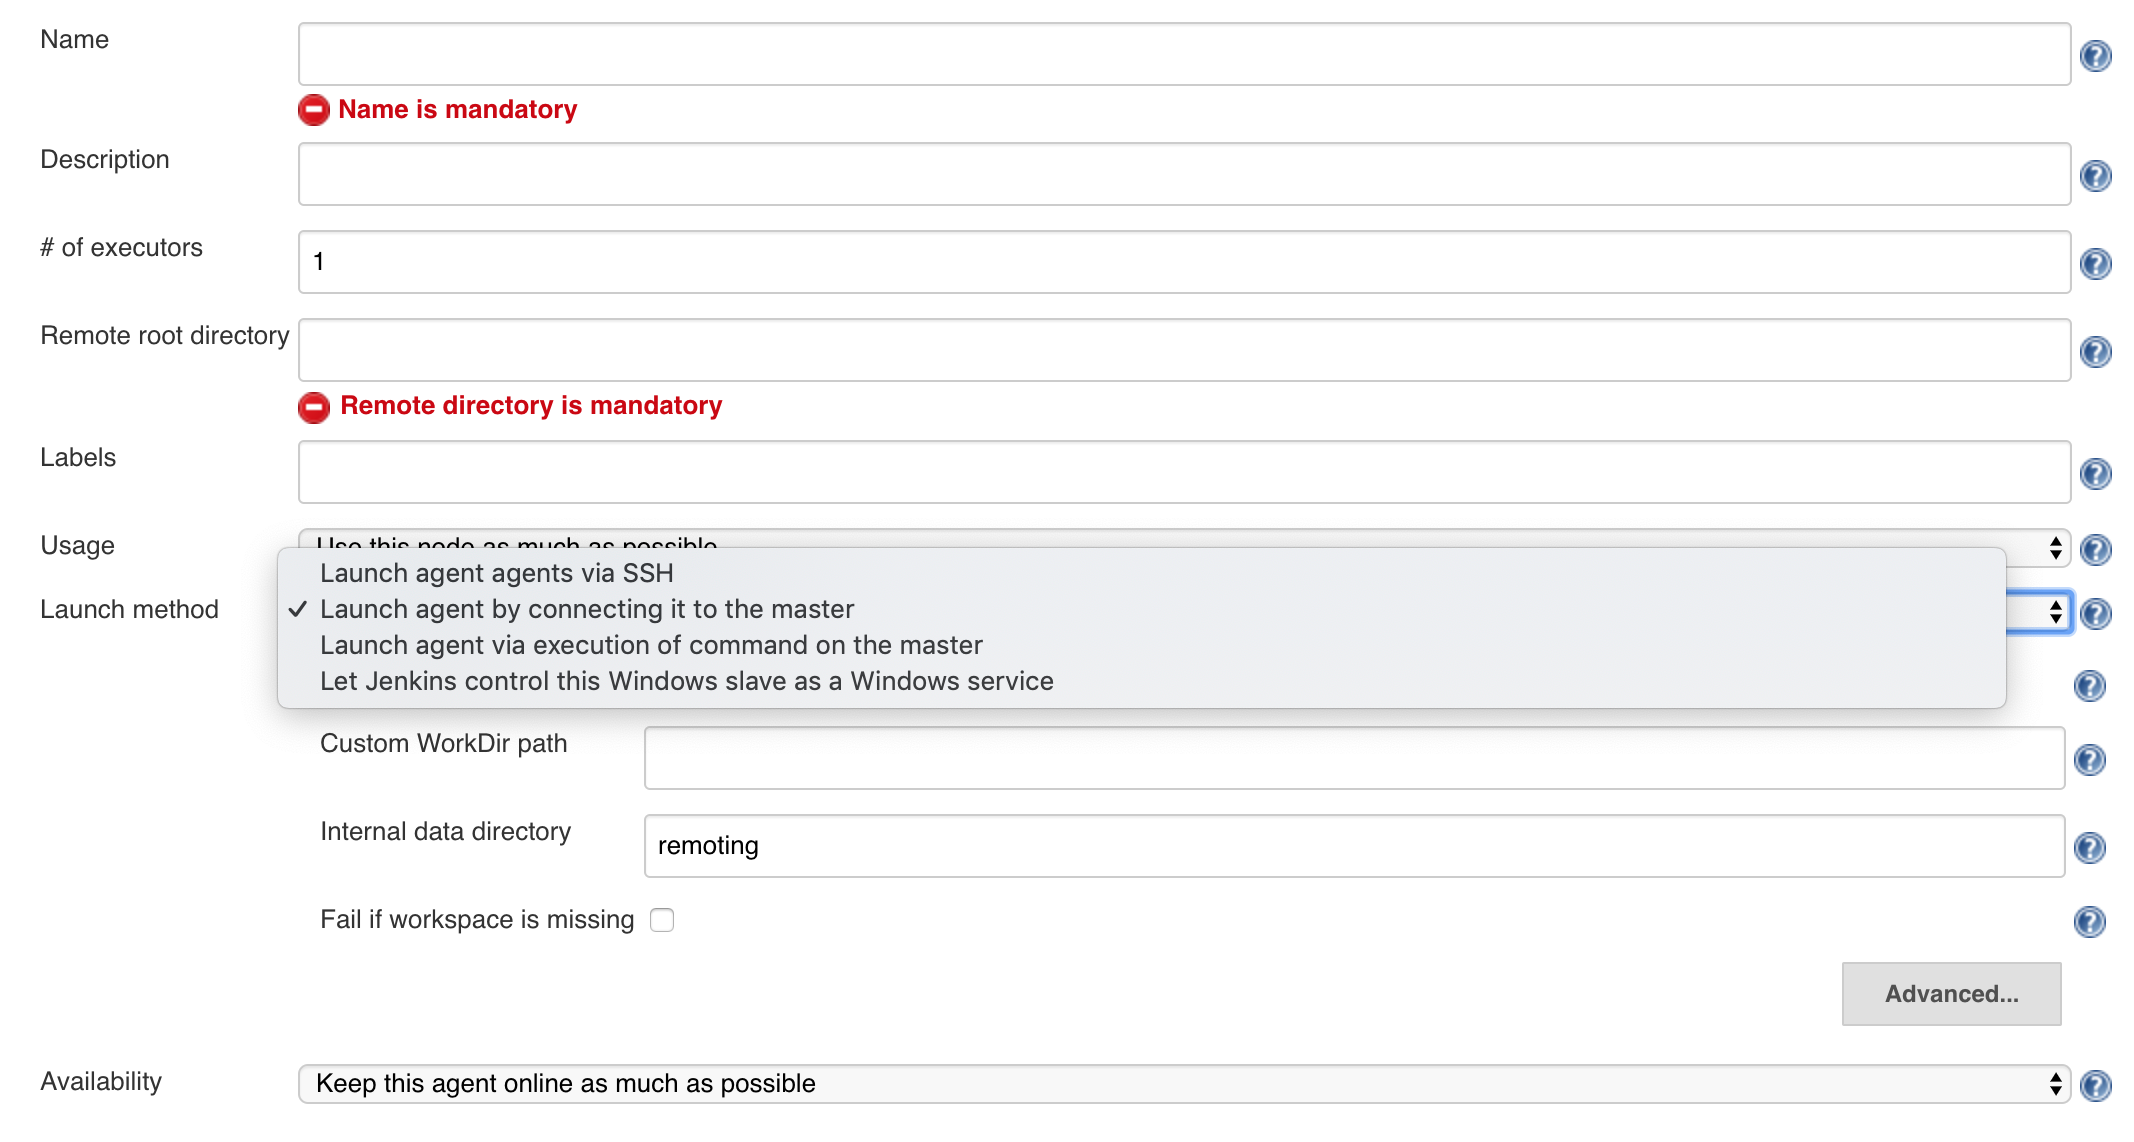 Name
Name is mandatory
Description
# of executors
1
Remote root directory
Remote directory is mandatory
Labels
Usage
Use this node as much as possible
Launch agent agents via SSH
Launch method
✓ Launch agent by connecting it to the master
Launch agent via execution of command on the master
Let Jenkins control this Windows slave as a Windows service
Custom WorkDir path
Internal data directory
remoting
Fail if workspace is missing
Advanced...
Availability
Keep this agent online as much as possible